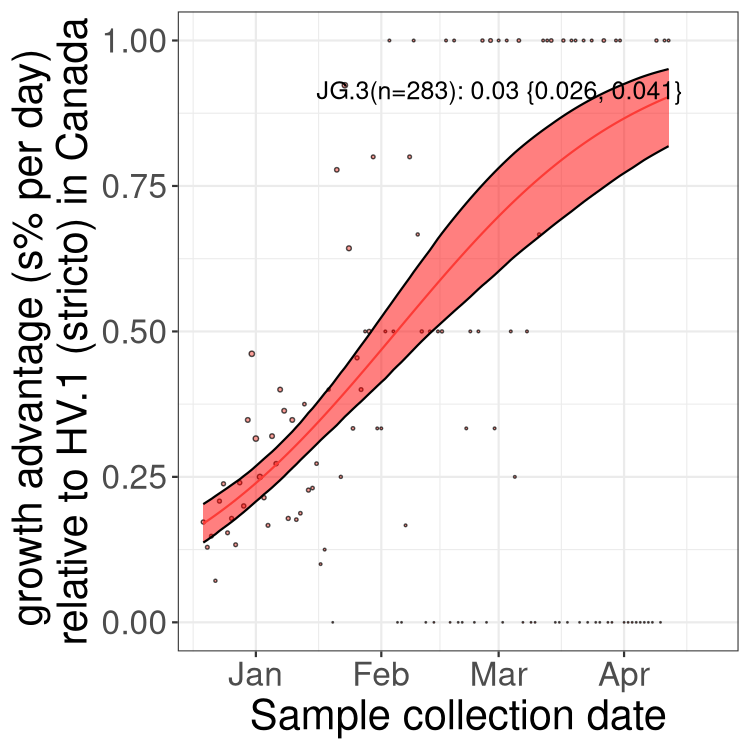 growth advantage (s% per day)
relative to HV.1 (stricto) in Canada
1.00
0.75
0.50
0.25
0.00
JG.3(n=283): 0.03 {0.026, 0.041}
Jan Feb Mar Apr
Sample collection date